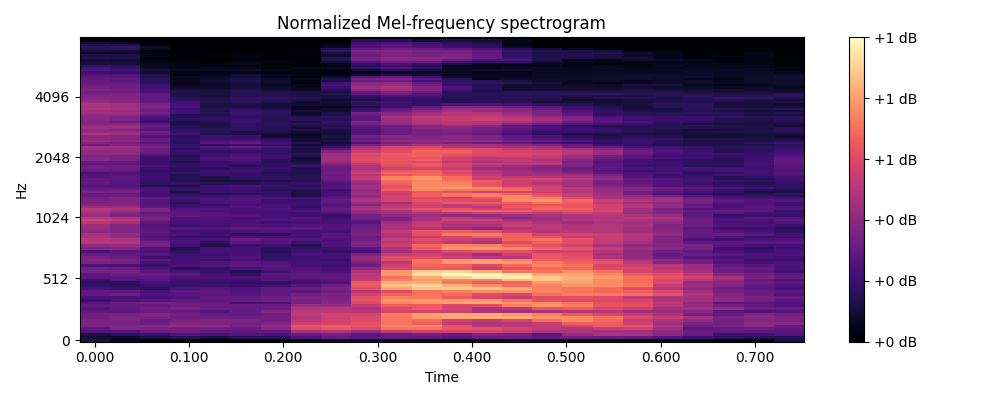 Normalized Mel-frequency spectrogram
Hz
4096
2048
1024
512
0
0.000 0.100 0.200 0.300 0.400 0.500 0.600 0.700
Time
+1 dB
+1 dB
+1 dB
+0 dB
+0 dB
+0 dB